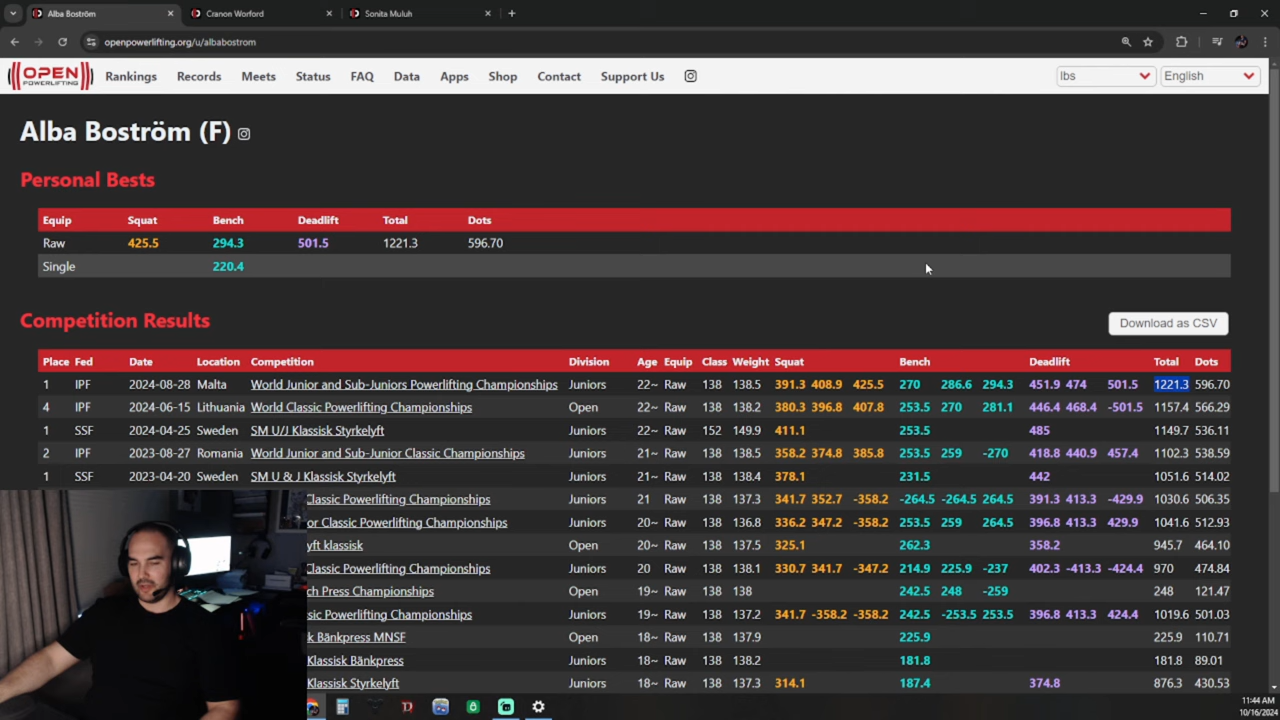 Alba Boström
Cranon Worford
Sonita Muluh
openpowerlifting.org/u/albabostrom
OPEN POWERLIFTING Rankings Records Meets Status FAQ Data Apps Shop Contact Support Us lbs English
Alba Boström (F)
Personal Bests
Equip Squat Bench Deadlift Total Dots
Raw 425.5 294.3 501.5 1221.3 596.70
Single 220.4
Competition Results
Download as CSV
Place Fed Date Location Competition Division Age Equip Class Weight Squat Bench Deadlift Total Dots
1 IPF 2024-08-28 Malta World Junior and Sub-Juniors Powerlifting Championships Juniors 22~ Raw 138 138.5 391.3 408.9 425.5 270 286.6 294.3 451.9 474 501.5 1221.3 596.70
4 IPF 2024-06-15 Lithuania World Classic Powerlifting Championships Open 22~ Raw 138 138.2 380.3 396.8 407.8 253.5 270 281.1 446.4 468.4 -501.5 1157.4 566.29
1 SSF 2024-04-25 Sweden SM U/J Klassisk Styrkelyft Juniors 22~ Raw 152 149.9 411.1 253.5 485 1149.7 536.11
2 IPF 2023-08-27 Romania World Junior and Sub-Junior Classic Championships Juniors 21~ Raw 138 138.5 358.2 374.8 385.8 253.5 259 -270 418.8 440.9 457.4 1102.3 538.59
1 SSF 2023-04-20 Sweden SM U & J Klassisk Styrkelyft Juniors 21~ Raw 138 138.4 378.1 231.5 442 1051.6 514.02
Classic Powerlifting Championships Juniors 21 Raw 138 137.3 341.7 352.7 -358.2 -264.5 -264.5 264.5 391.3 413.3 -429.9 1030.6 506.35
or Classic Powerlifting Championships Juniors 20~ Raw 138 136.8 336.2 347.2 -358.2 253.5 259 264.5 396.8 413.3 429.9 1041.6 512.93
yft klassisk Open 20~ Raw 138 137.5 325.1 262.3 358.2 945.7 464.10
Classic Powerlifting Championships Juniors 20 Raw 138 138.1 330.7 341.7 -347.2 214.9 225.9 -237 402.3 -413.3 -424.4 970 474.84
ch Press Championships Open 19~ Raw 138 138 242.5 248 -259 248 121.47
sic Powerlifting Championships Juniors 19~ Raw 138 137.2 341.7 -358.2 -358.2 242.5 -253.5 253.5 396.8 413.3 424.4 1019.6 501.03
k Bänkpress MNSF Open 18~ Raw 138 137.9 225.9 225.9 110.71
Klassisk Bänkpress Juniors 18~ Raw 138 138.2 181.8 181.8 89.01
Klassisk Styrkelyft Juniors 18~ Raw 138 137.3 314.1 187.4 374.8 876.3 430.53
11:44 AM
10/16/2024